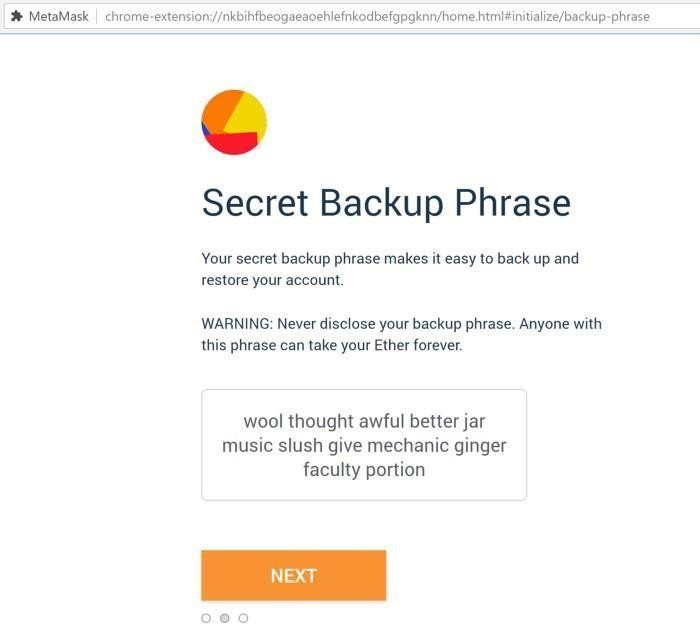 MetaMask | chrome-extension://nkbihfbeogaeaoehlefnkodbefgpgknn/home.html#initialize/backup-phrase
Secret Backup Phrase
Your secret backup phrase makes it easy to back up and
restore your account.
WARNING: Never disclose your backup phrase. Anyone with
this phrase can take your Ether forever.
wool thought awful better jar
music slush give mechanic ginger
faculty portion
NEXT